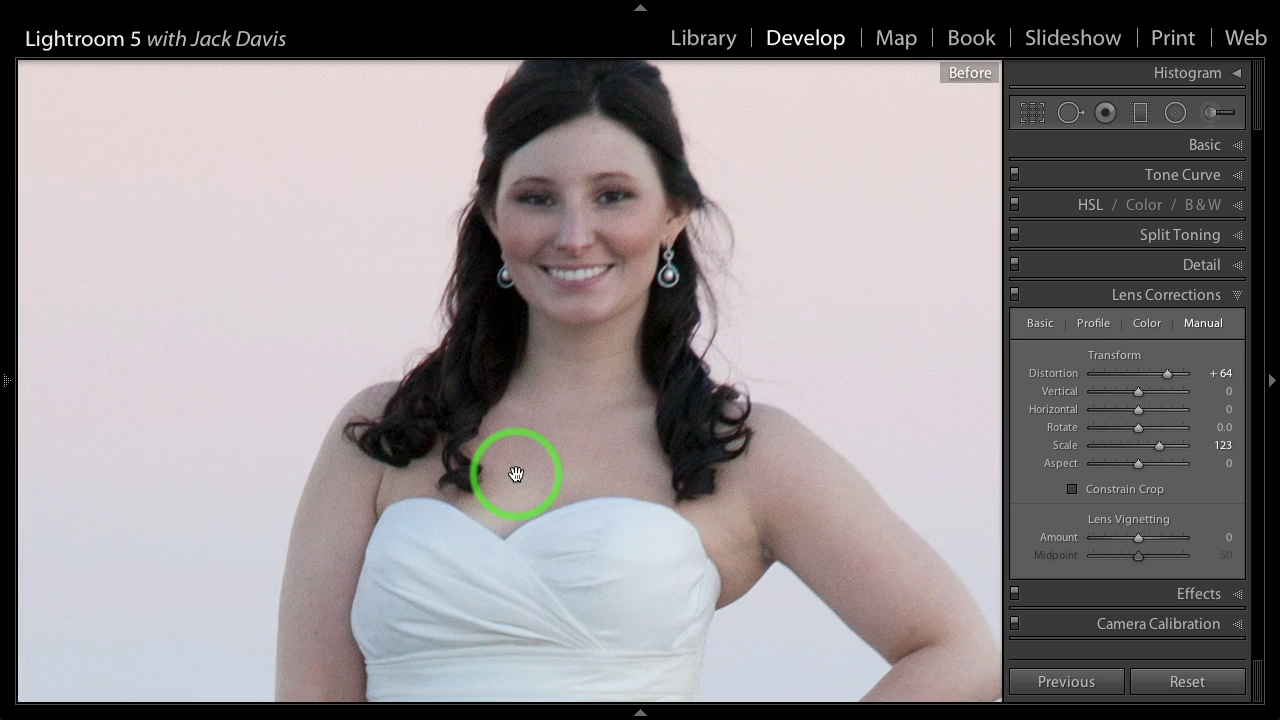 Lightroom 5 with Jack Davis
Library | Develop | Map | Book | Slideshow | Print | Web
Before
Histogram
Basic
Tone Curve
HSL / Color / B & W
Split Toning
Detail
Lens Corrections
Basic | Profile | Color | Manual
Transform
Distortion + 64
Vertical 0
Horizontal 0
Rotate 0.0
Scale 123
Aspect 0
Constrain Crop
Lens Vignetting
Amount 0
Midpoint 50
Effects
Camera Calibration
Previous Reset